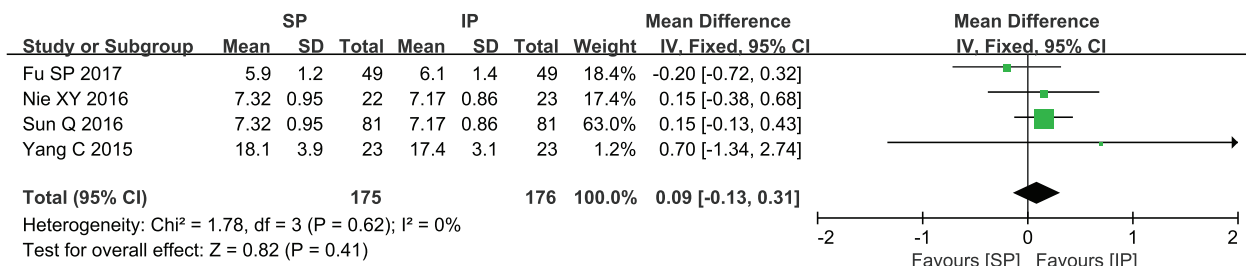 SP IP Mean Difference Mean Difference
Study or Subgroup Mean SD Total Mean SD Total Weight IV, Fixed, 95% CI IV, Fixed, 95% CI
Fu SP 2017 5.9 1.2 49 6.1 1.4 49 18.4% -0.20 [-0.72, 0.32]
Nie XY 2016 7.32 0.95 22 7.17 0.86 23 17.4% 0.15 [-0.38, 0.68]
Sun Q 2016 7.32 0.95 81 7.17 0.86 81 63.0% 0.15 [-0.13, 0.43]
Yang C 2015 18.1 3.9 23 17.4 3.1 23 1.2% 0.70 [-1.34, 2.74]
Total (95% CI) 175 176 100.0% 0.09 [-0.13, 0.31]
Heterogeneity: Chi² = 1.78, df = 3 (P = 0.62); I² = 0%
Test for overall effect: Z = 0.82 (P = 0.41)
-2 -1 0 1 2
Favours [SP] Favours [IP]